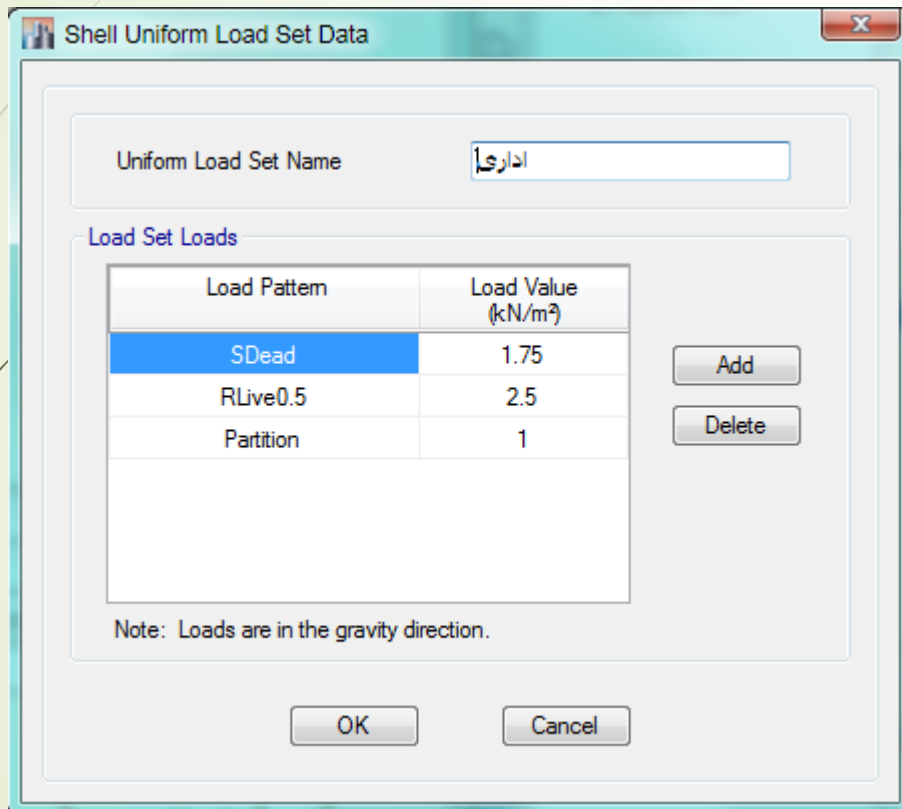 Shell Uniform Load Set Data
Uniform Load Set Name
اداری
Load Set Loads
Load Pattern Load Value (kN/m²)
SDead 1.75
RLive0.5 2.5
Partition 1
Add
Delete
Note: Loads are in the gravity direction.
OK Cancel